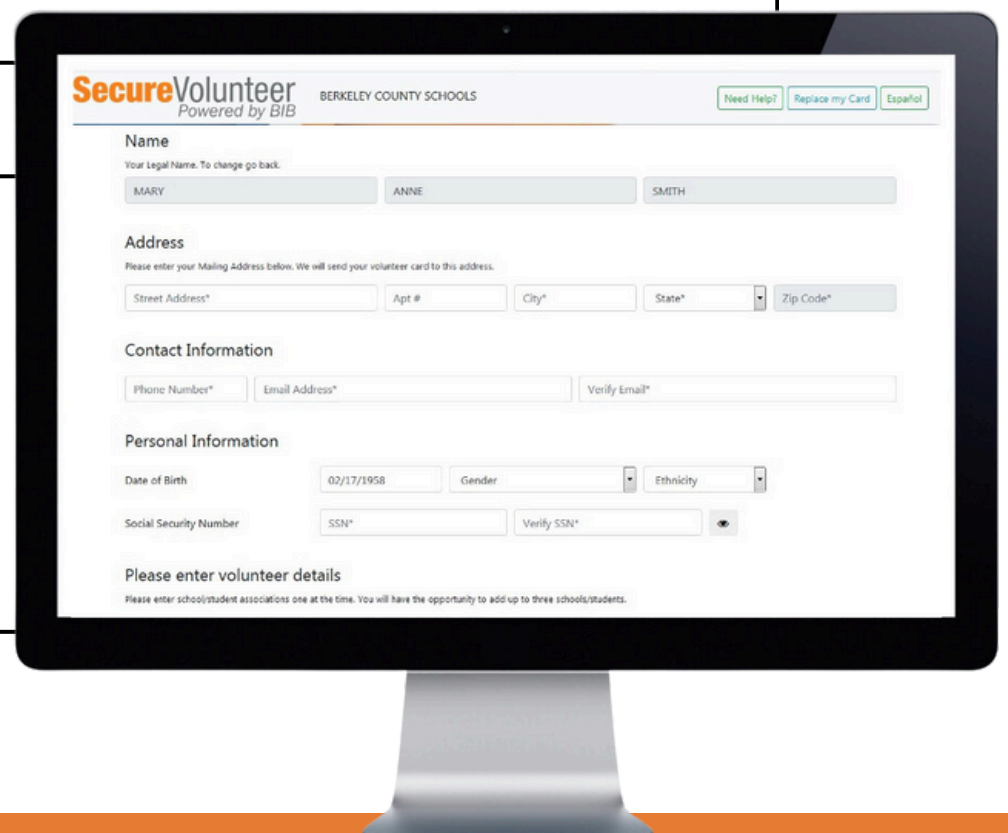 SecureVolunteer
Powered by BIB
BERKELEY COUNTY SCHOOLS
Need Help? Replace my Card Español
Name
Your Legal Name. To change go back.
MARY ANNE SMITH
Address
Please enter your Mailing Address below. We will send your volunteer card to this address.
Street Address* Apt # City* State* Zip Code*
Contact Information
Phone Number* Email Address* Verify Email*
Personal Information
Date of Birth 02/17/1958 Gender Ethnicity
Social Security Number SSN* Verify SSN*
Please enter volunteer details
Please enter school/student associations one at the time. You will have the opportunity to add up to three schools/students.